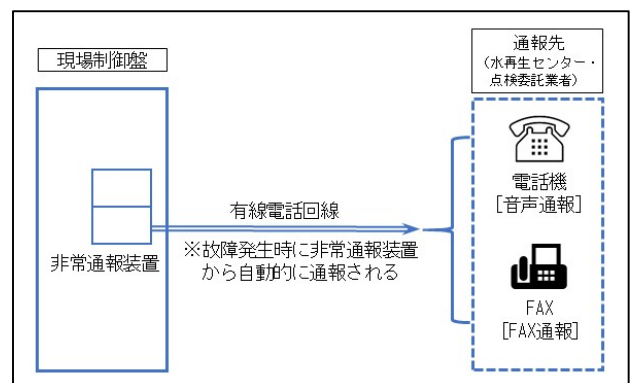 現場制御盤
非常通報装置
有線電話回線
※故障発生時に非常通報装置
から自動的に通報される
通報先
（水再生センター・
点検委託業者）
電話機
［音声通報］
FAX
［FAX通報］